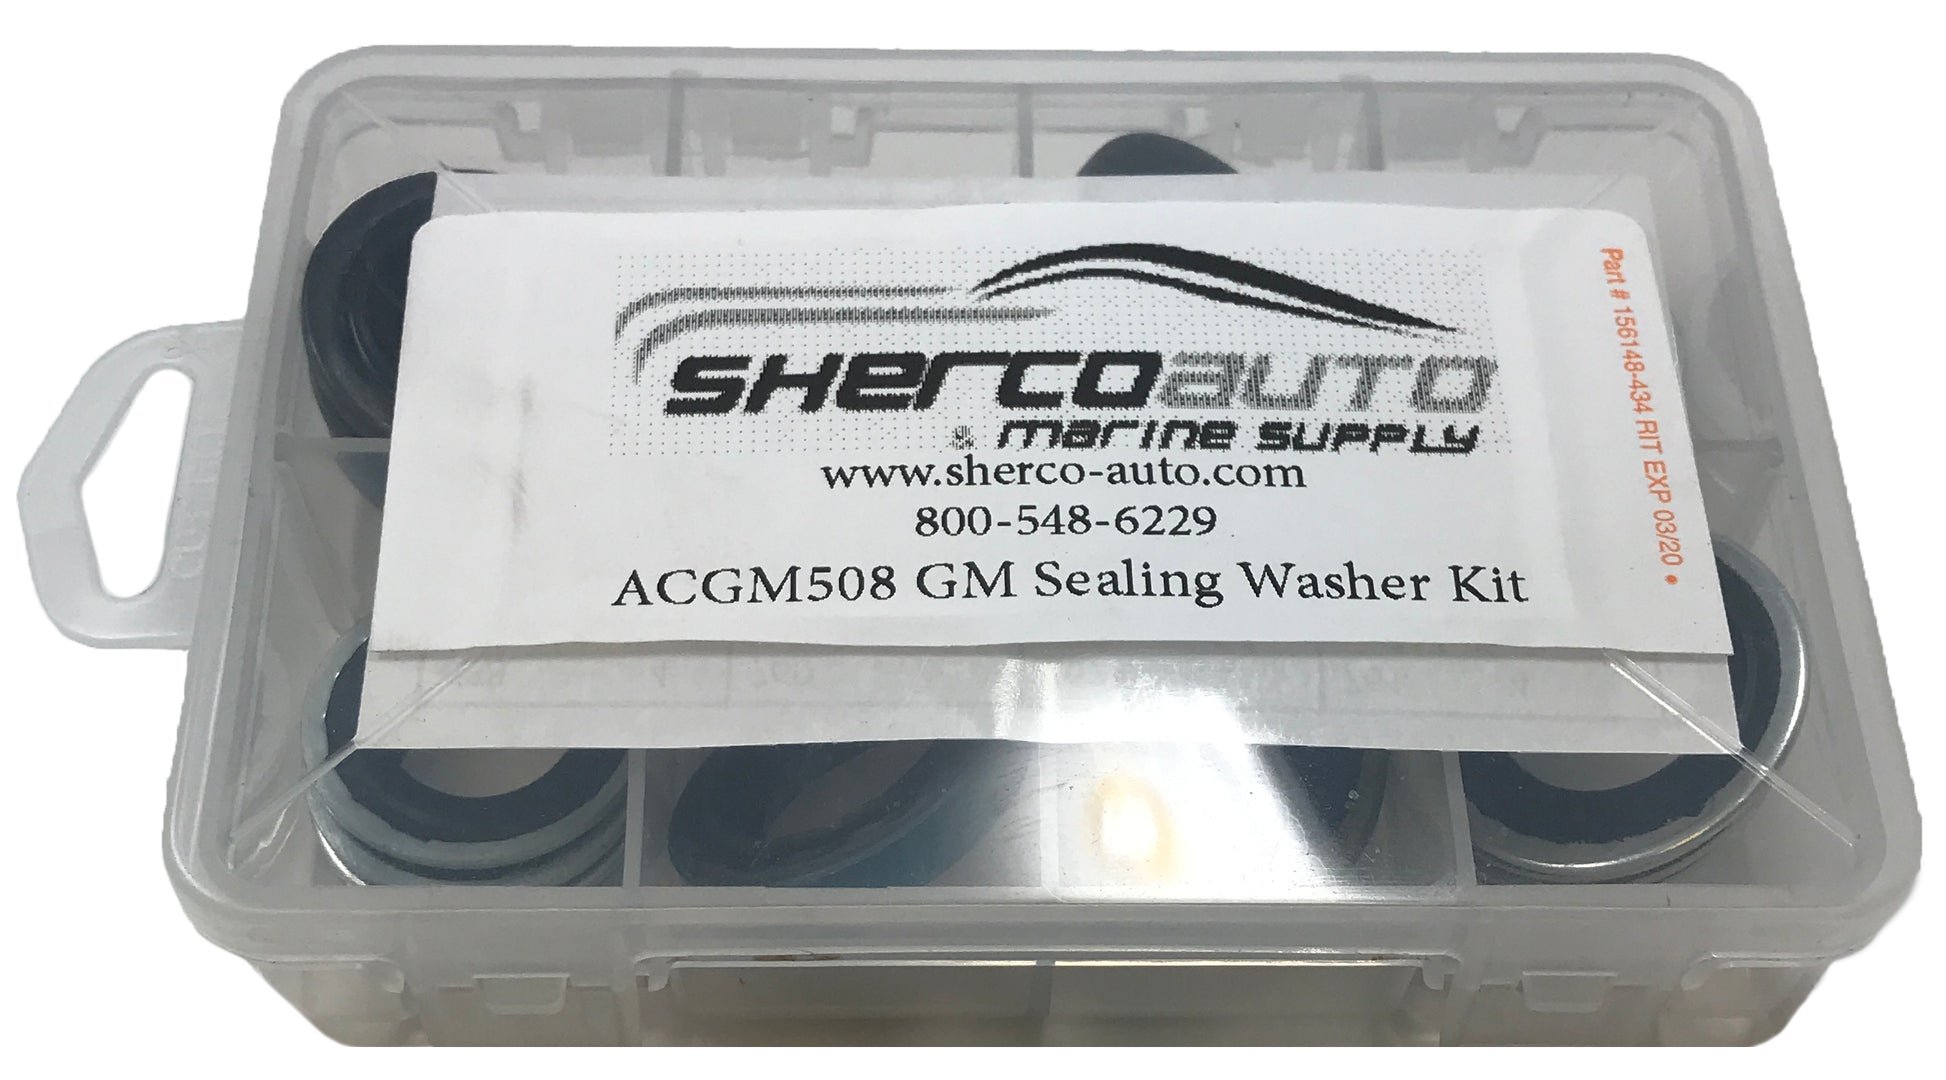 shercoauto
& marine supply
www.sherco-auto.com
800-548-6229
ACGM508 GM Sealing Washer Kit
Part # 156148-434 RIT EXP 03/20 •